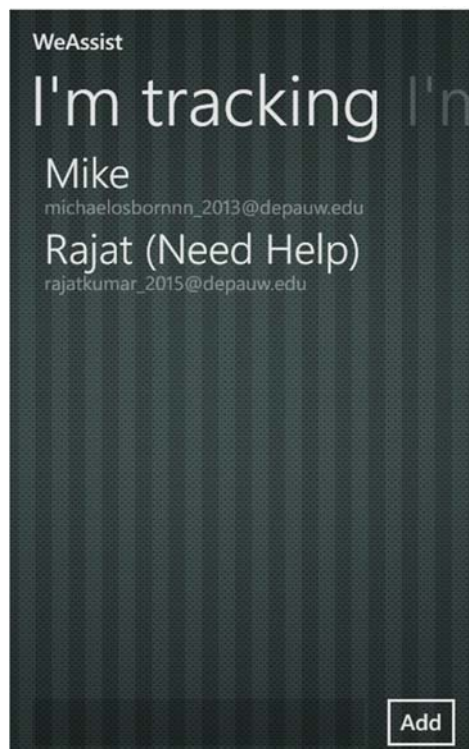 WeAssist
I'm tracking I'm
Mike
michaelosbornnn_2013@depauw.edu
Rajat (Need Help)
rajatkumar_2015@depauw.edu
Add